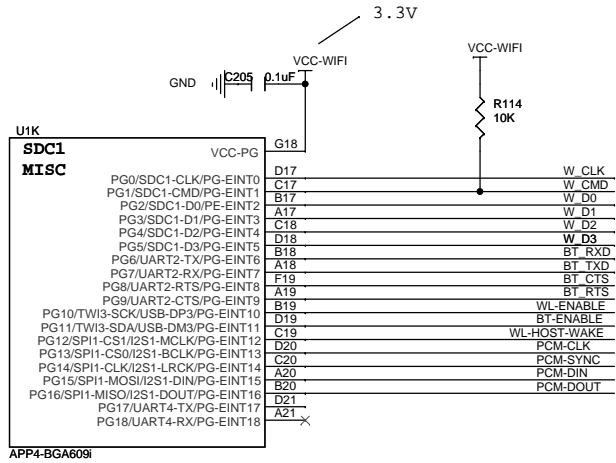 3.3V
VCC-WIFI
VCC-WIFI
GND
C205
0.1uF
R114
10K
U1K
SDC1
MISC
VCC-PG G18
PG0/SDC1-CLK/PG-EINT0 D17 W_CLK
PG1/SDC1-CMD/PG-EINT1 C17 W_CMD
PG2/SDC1-D0/PE-EINT2 B17 W_D0
PG3/SDC1-D1/PG-EINT3 A17 W_D1
PG4/SDC1-D2/PG-EINT4 C18 W_D2
PG5/SDC1-D3/PG-EINT5 D18 W_D3
PG6/UART2-TX/PG-EINT6 B18 BT_RXD
PG7/UART2-RX/PG-EINT7 A18 BT_TXD
PG8/UART2-RTS/PG-EINT8 F19 BT_CTS
PG9/UART2-CTS/PG-EINT9 A19 BT_RTS
PG10/TWI3-SCK/USB-DP3/PG-EINT10 B19 WL-ENABLE
PG11/TWI3-SDA/USB-DM3/PG-EINT11 D19 BT-ENABLE
PG12/SPI1-CS1/I2S1-MCLK/PG-EINT12 C19 WL-HOST-WAKE
PG13/SPI1-CS0/I2S1-BCLK/PG-EINT13 D20 PCM-CLK
PG14/SPI1-CLK/I2S1-LRCK/PG-EINT14 C20 PCM-SYNC
PG15/SPI1-MOSI/I2S1-DIN/PG-EINT15 A20 PCM-DIN
PG16/SPI1-MISO/I2S1-DOUT/PG-EINT16 B20 PCM-DOUT
PG17/UART4-TX/PG-EINT17 D21
PG18/UART4-RX/PG-EINT18 A21
APP4-BGA609i